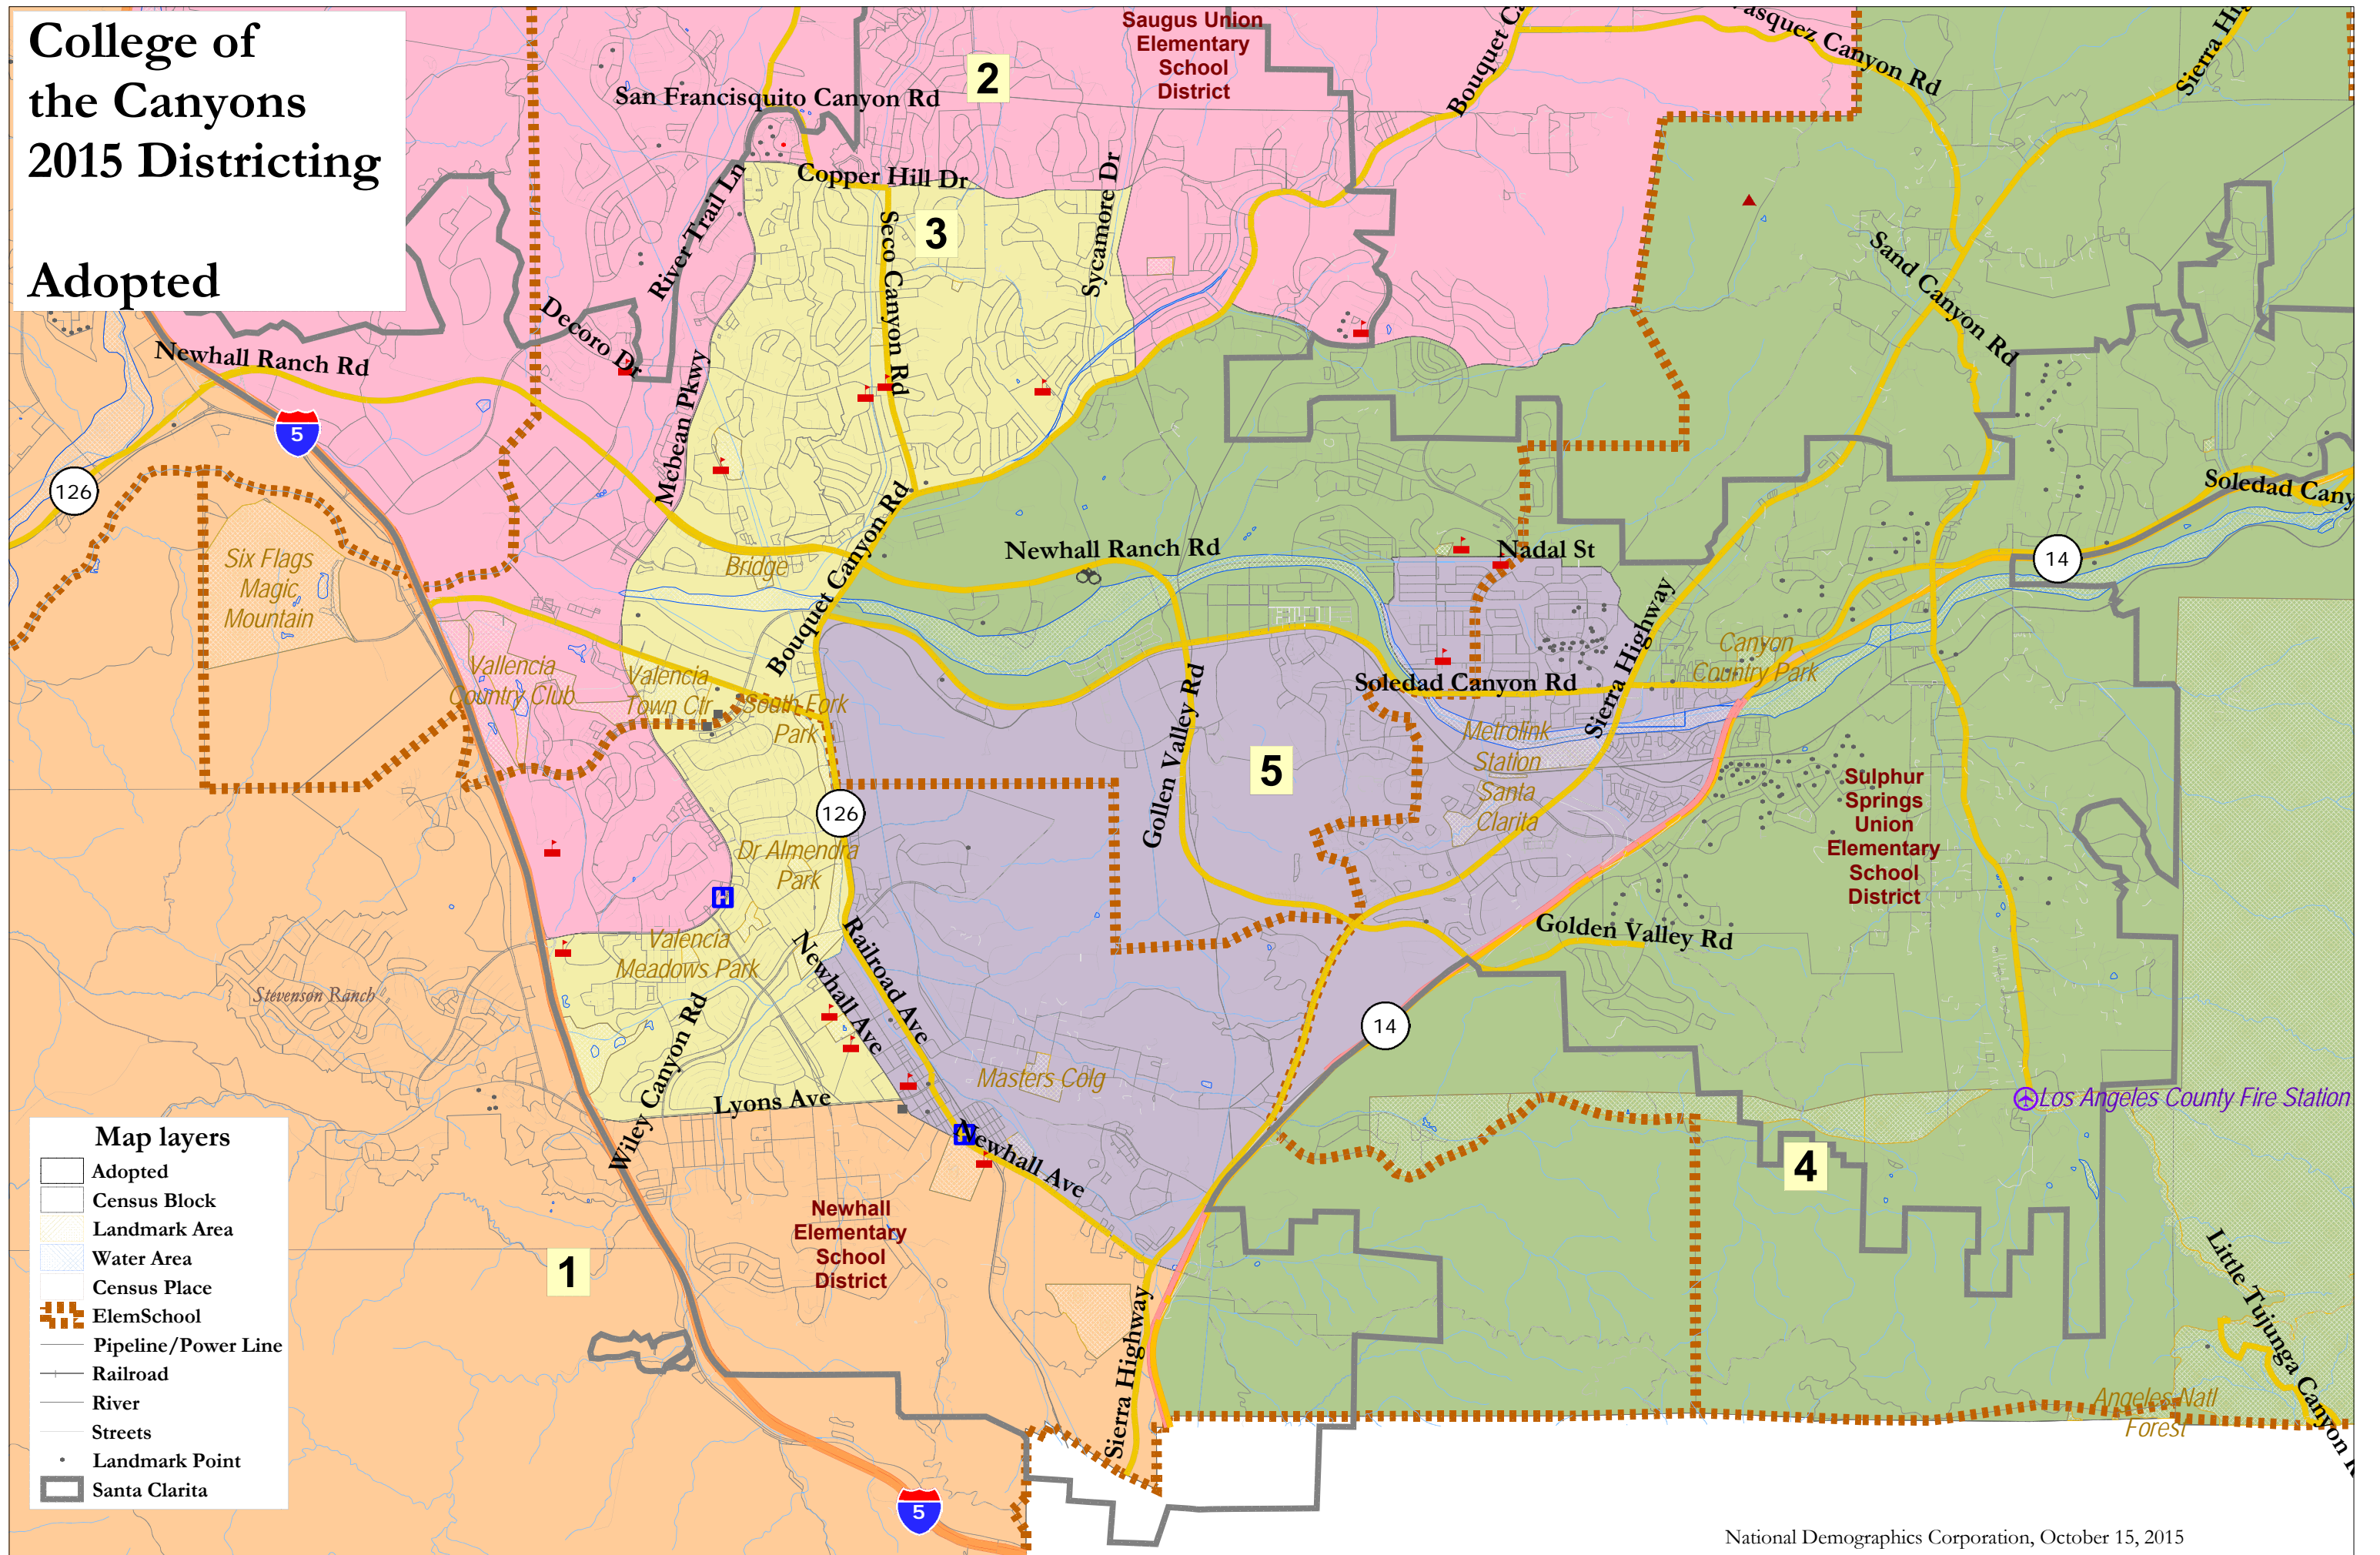 College of
the Canyons
2015 Districting
Adopted
Saugus Union
Elementary
School
District
2
San Francisquito Canyon Rd
Bouquet Ca
Vasquez Canyon Rd
Sierra Hig
Copper Hill Dr
River Trail Ln
Seco Canyon Rd
3
Sycamore Dr
Sand Canyon Rd
Decoro Dr
Newhall Ranch Rd
Mcbean Pkwy
5
126
Soledad Cany
Six Flags
Magic
Mountain
Bridge
Bouquet Canyon Rd
Newhall Ranch Rd
Nadal St
14
Vallencia
Country Club
Valencia
Town Ctr
South Fork
Park
Soledad Canyon Rd
Sierra Highway
Canyon
Country Park
Gollen Valley Rd
5
Metrolink
Station
Santa
Clarita
Sulphur
Springs
Union
Elementary
School
District
126
Dr Almendra
Park
Valencia
Meadows Park
Railroad Ave
Newhall Ave
Golden Valley Rd
Stevenson Ranch
14
Wiley Canyon Rd
Lyons Ave
Masters Colg
Los Angeles County Fire Station
Newhall Ave
4
Newhall
Elementary
School
District
1
Sierra Highway
Little Tujunga Canyon R
Angeles Natl
Forest
5
Map layers
Adopted
Census Block
Landmark Area
Water Area
Census Place
ElemSchool
Pipeline/Power Line
Railroad
River
Streets
Landmark Point
Santa Clarita
National Demographics Corporation, October 15, 2015